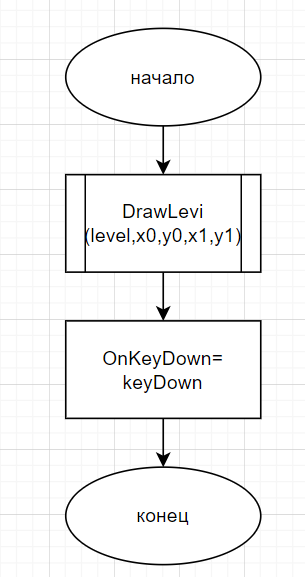 начало
DrawLevi
(level,x0,y0,x1,y1)
OnKeyDown=
keyDown
конец